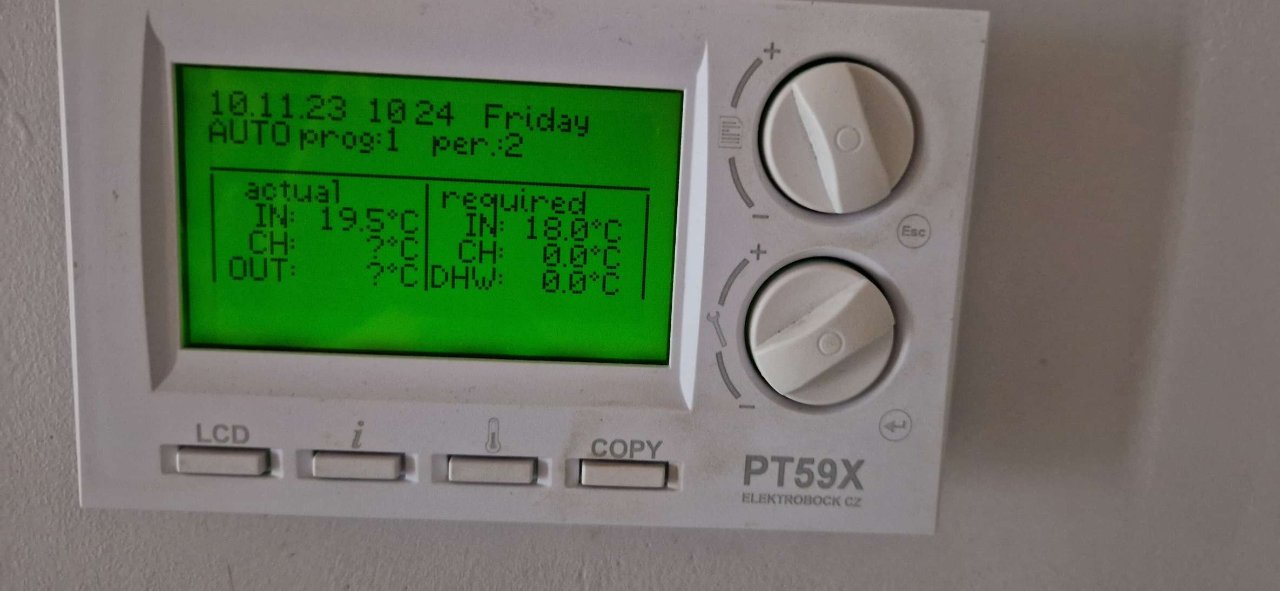 10.11.23 10 24 Friday
AUTO prog:1 per.:2
actual required
IN: 19.5°C IN: 18.0°C
CH: ?°C CH: 0.0°C
OUT: ?°C DHW: 0.0°C
+
-
Esc
+
-
LCD i COPY
PT59X
ELEKTROBOCK CZ